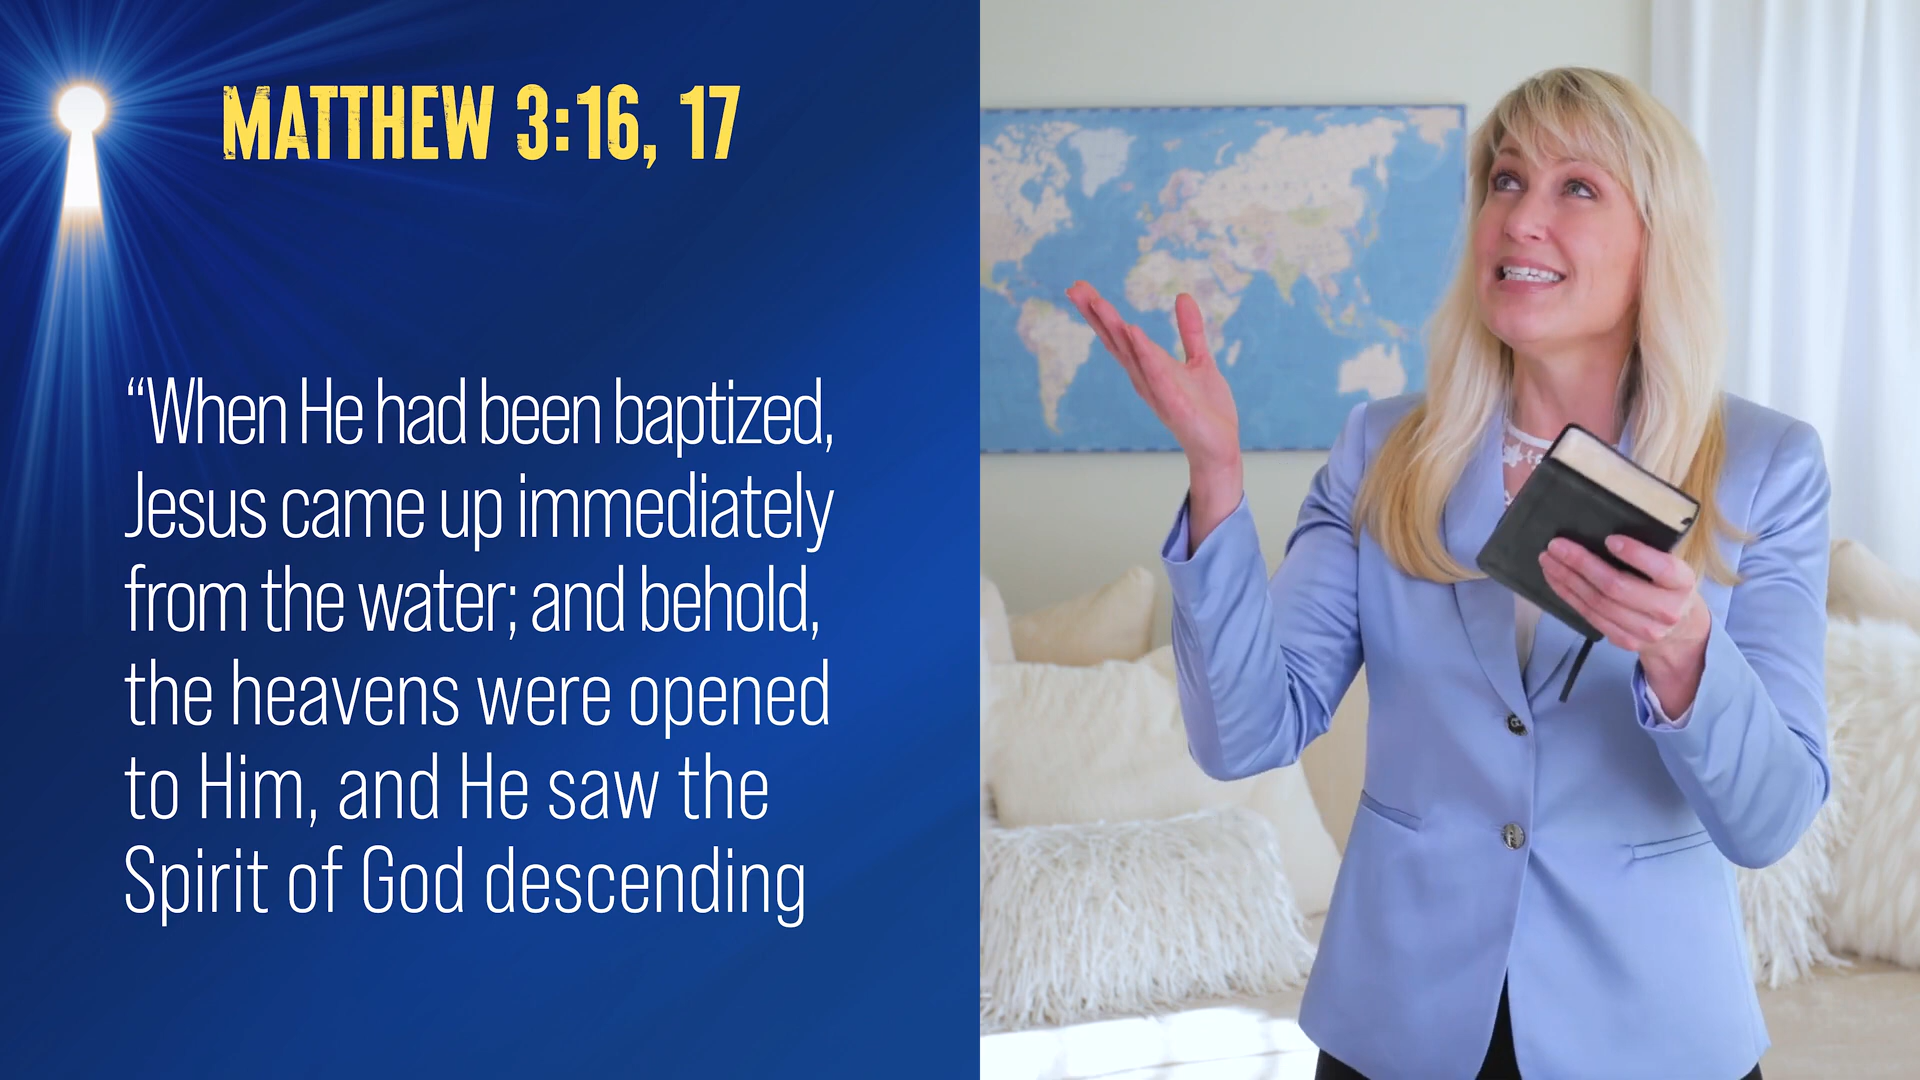 MATTHEW 3:16, 17
“When He had been baptized,
Jesus came up immediately
from the water; and behold,
the heavens were opened
to Him, and He saw the
Spirit of God descending